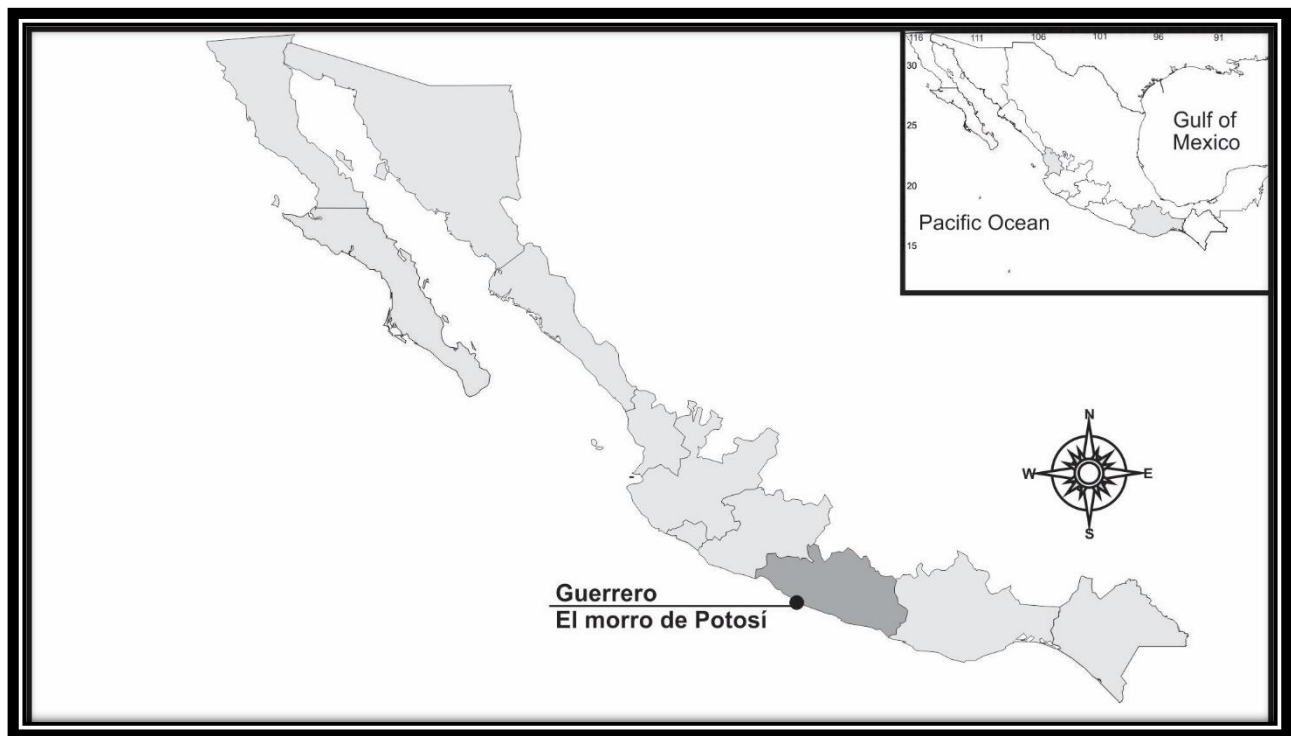 116 111 106 101 96 91
30
Gulf of
Mexico
25
20
Pacific Ocean
15
N
W E
S
Guerrero
El morro de Potosí